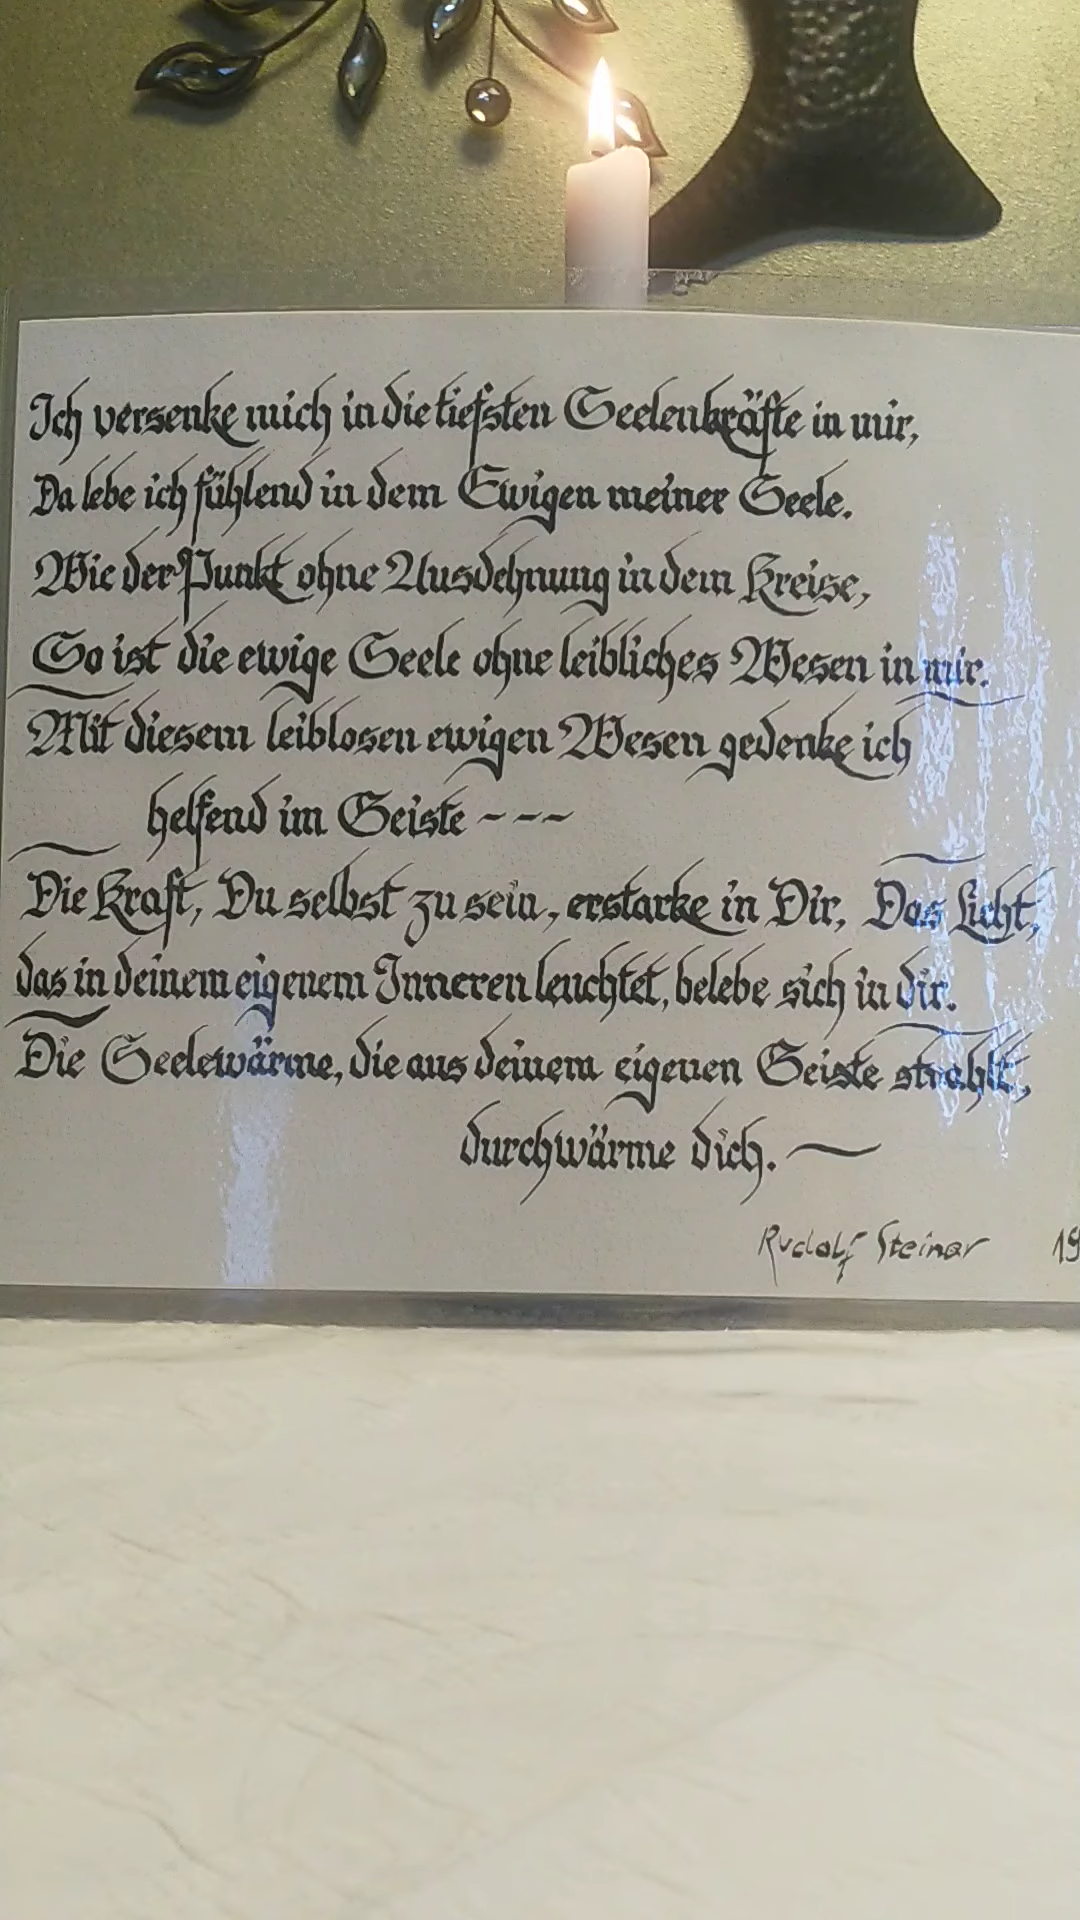 Ich versenke mich in die tiefsten Seelenkräfte in mir,
Da lebe ich fühlend in dem Ewigen meiner Seele.
Wie der Punkt ohne Ausdehnung in dem Kreise,
So ist die ewige Seele ohne leibliches Wesen in mir.
Mit diesem leiblosen ewigen Wesen gedenke ich
helfend im Geiste - - -
Die Kraft, Du selbst zu sein, erstarke in Dir. Das Licht,
das in deinem eigenem Inneren leuchtet, belebe sich in dir.
Die Seelewärme, die aus deinem eigenen Geiste strahlt,
durchwärme dich. —
Rudolf Steiner 19